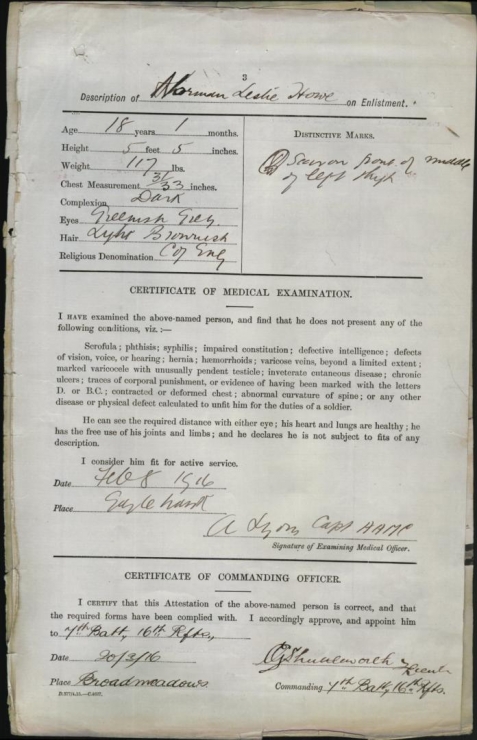 3
Description of Norman Leslie Howe on Enlistment.
Age 18 years 1 months.
Height 5 feet 5 inches.
Weight 117 lbs.
Chest Measurement 31/33 inches.
Complexion Dark
Eyes Greenish Grey
Hair Light Brownish
Religious Denomination C of Eng
DISTINCTIVE MARKS.
Scar on front of middle
of left thigh
CERTIFICATE OF MEDICAL EXAMINATION.
I HAVE examined the above-named person, and find that he does not present any of the
following conditions, viz.:—
Scrofula; phthisis; syphilis; impaired constitution; defective intelligence; defects
of vision, voice, or hearing; hernia; hæmorrhoids; varicose veins, beyond a limited extent;
marked varicocele with unusually pendent testicle; inveterate cutaneous disease; chronic
ulcers; traces of corporal punishment, or evidence of having been marked with the letters
D. or B.C.; contracted or deformed chest; abnormal curvature of spine; or any other
disease or physical defect calculated to unfit him for the duties of a soldier.
He can see the required distance with either eye; his heart and lungs are healthy; he
has the free use of his joints and limbs; and he declares he is not subject to fits of any
description.
I consider him fit for active service.
Date Feb 8 1916
Place
A Lyons Capt AAMC
Signature of Examining Medical Officer.
CERTIFICATE OF COMMANDING OFFICER.
I CERTIFY that this Attestation of the above-named person is correct, and that
the required forms have been complied with. I accordingly approve, and appoint him
to 7th Batt, 16th Rfts,
Date 20/3/16
Place Broadmeadows.
Shuttleworth Lieut
Commanding 7th Batt, 16th Rfts.